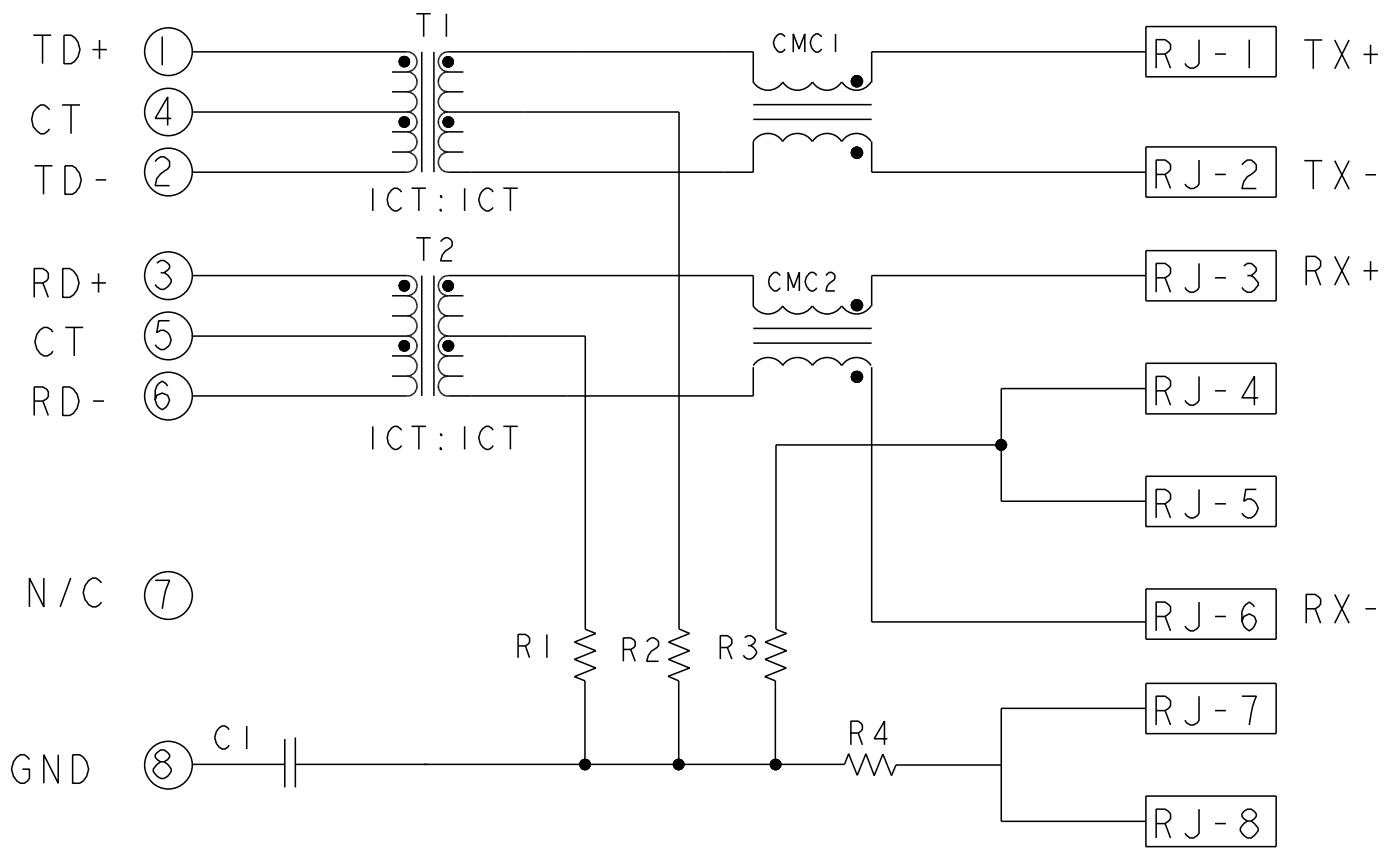 T1
TD+ 1 CMC1 RJ-1 TX+
CT 4
TD- 2 RJ-2 TX-
1CT:1CT
T2
RD+ 3 CMC2 RJ-3 RX+
CT 5
RD- 6 RJ-4
1CT:1CT
RJ-5
N/C 7 RJ-6 RX-
R1 R2 R3
RJ-7
C1 R4
GND 8
RJ-8